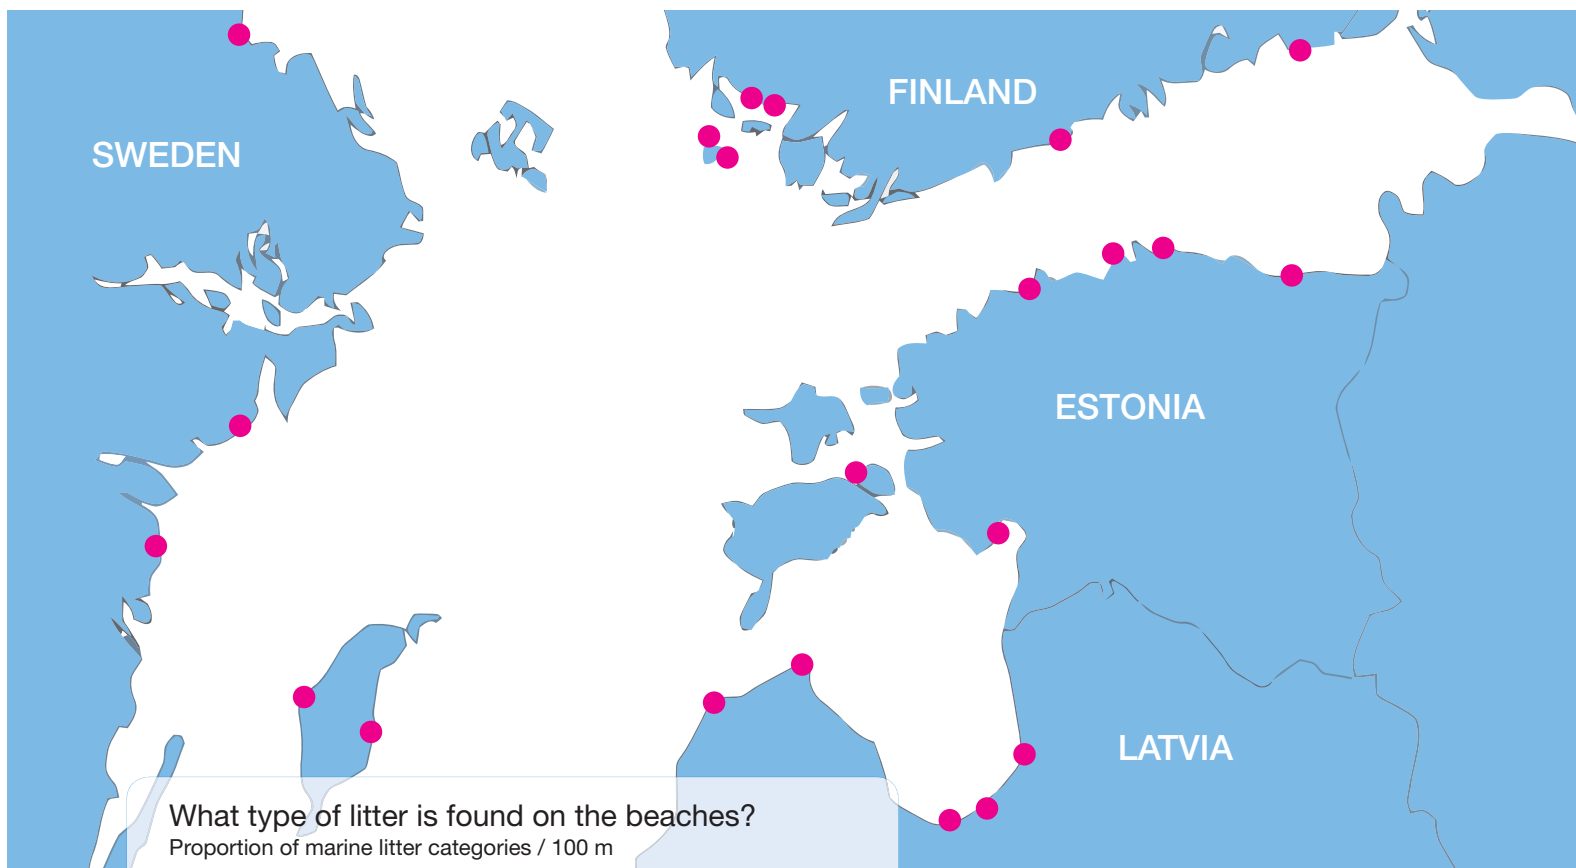 FINLAND
SWEDEN
ESTONIA
LATVIA
What type of litter is found on the beaches?
Proportion of marine litter categories / 100 m